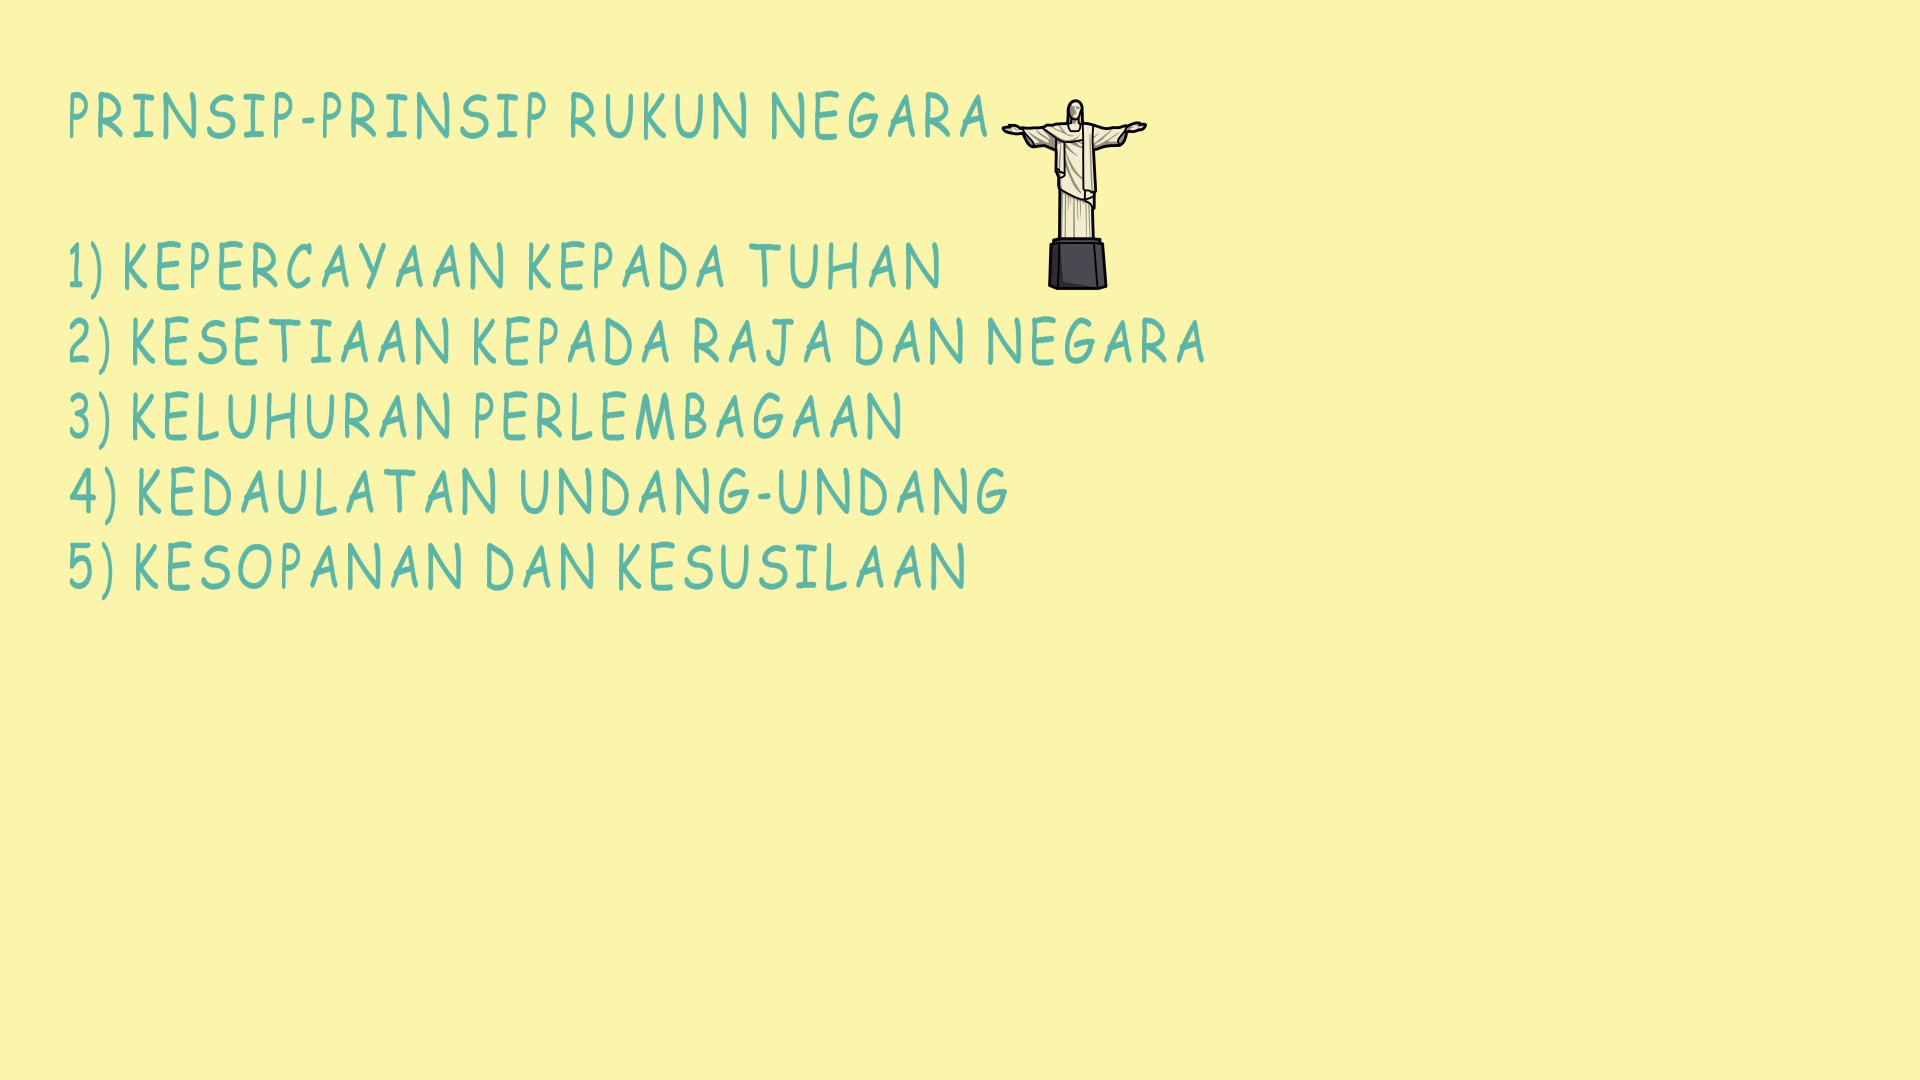 PRINSIP-PRINSIP RUKUN NEGARA
1) KEPERCAYAAN KEPADA TUHAN
2) KESETIAAN KEPADA RAJA DAN NEGARA
3) KELUHURAN PERLEMBAGAAN
4) KEDAULATAN UNDANG-UNDANG
5) KESOPANAN DAN KESUSILAAN